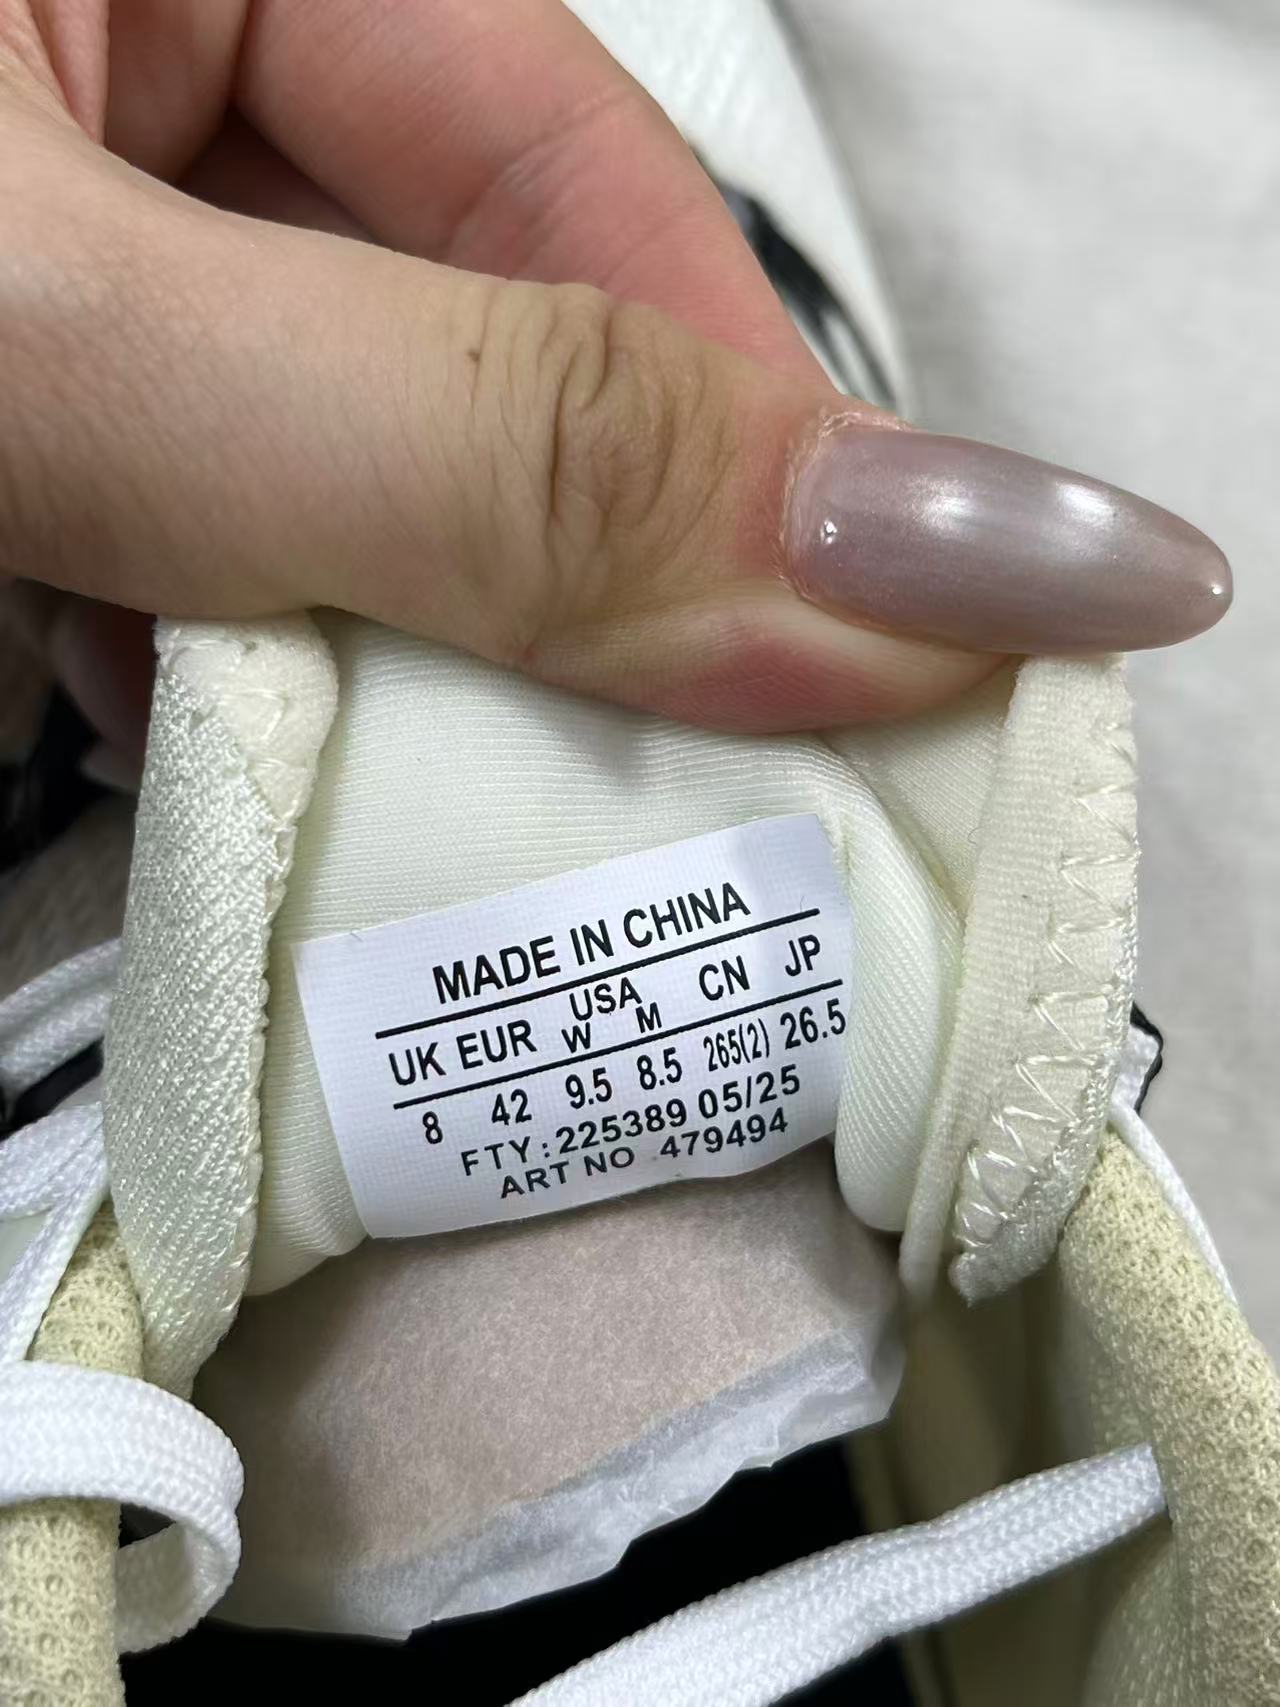 MADE IN CHINA
USA
UK EUR W M CN JP
8 42 9.5 8.5 265(2) 26.5
FTY:225389 05/25
ART NO 479494